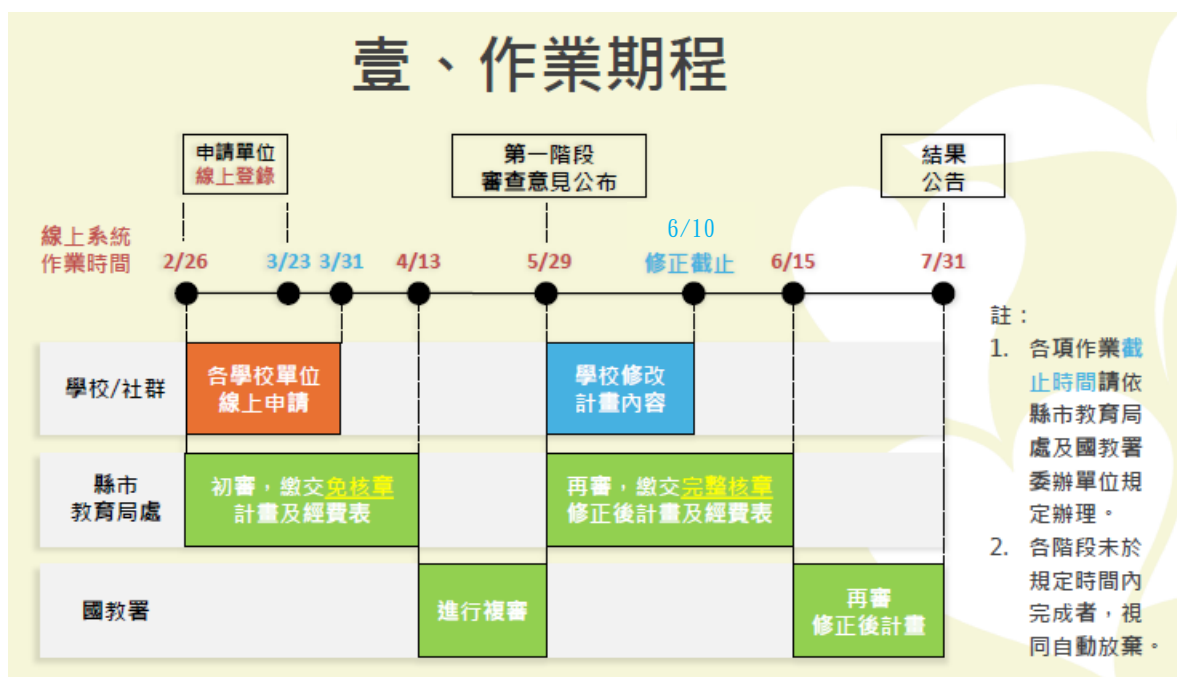 壹、作業期程
申請單位
線上登錄
第一階段
審查意見公布
結果
公告
線上系統
作業時間
2/26
3/23
3/31
4/13
5/29
6/10
修正截止
6/15
7/31
學校/社群
各學校單位
線上申請
學校修改
計畫內容
縣市
教育局處
初審，繳交免核章
計畫及經費表
再審，繳交完整核章
修正後計畫及經費表
國教署
進行複審
再審
修正後計畫
註：
1. 各項作業截
止時間請依
縣市教育局
處及國教署
委辦單位規
定辦理。
2. 各階段未於
規定時間內
完成者，視
同自動放棄。